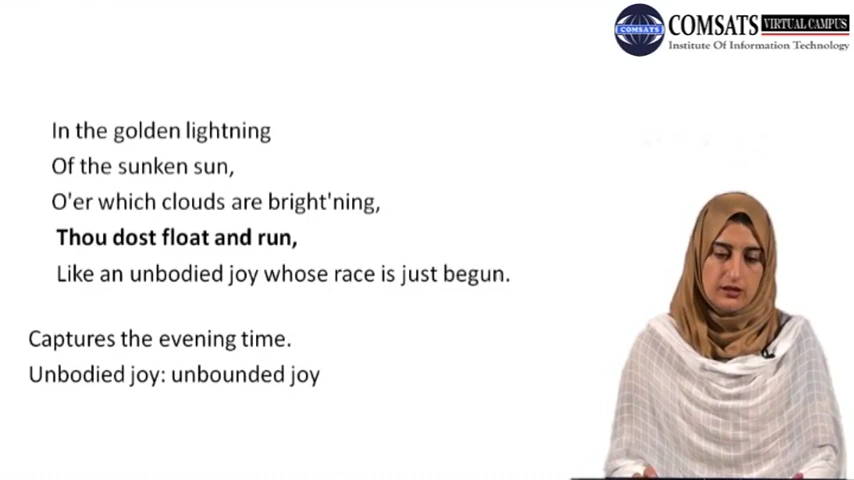 COMSATS
COMSATS VIRTUAL CAMPUS
Institute Of Information Technology
In the golden lightning
Of the sunken sun,
O'er which clouds are bright'ning,
Thou dost float and run,
Like an unbodied joy whose race is just begun.
Captures the evening time.
Unbodied joy: unbounded joy